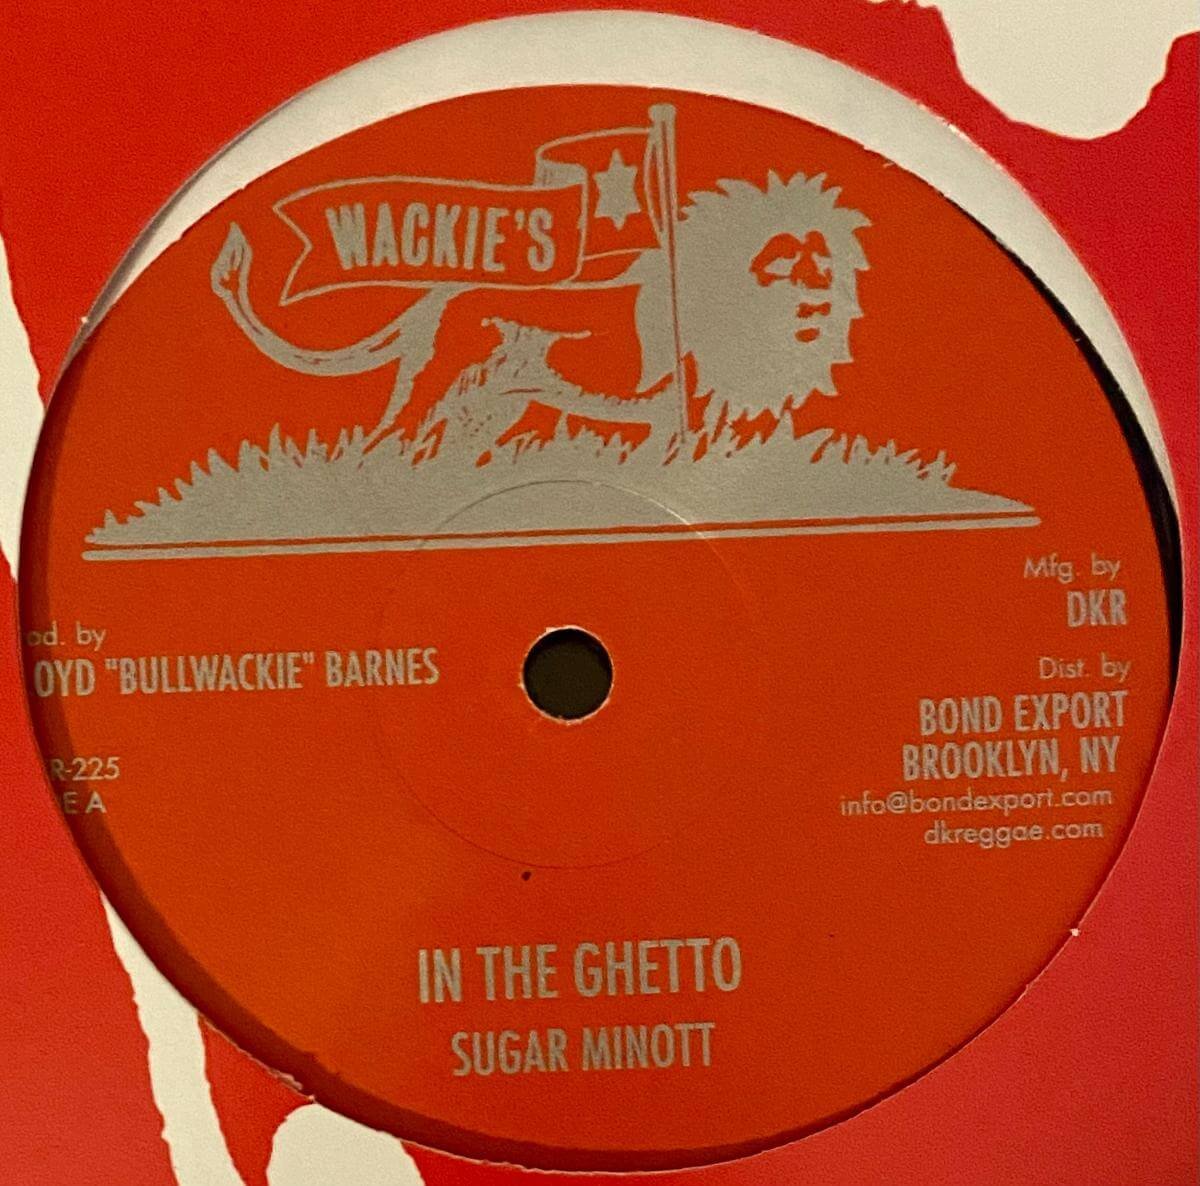 WACKIE'S
Mfg. by
DKR
od. by
OYD "BULLWACKIE" BARNES
Dist. by
BOND EXPORT
BROOKLYN, NY
info@bondexport.com
dkreggae.com
R-225
E A
IN THE GHETTO
SUGAR MINOTT